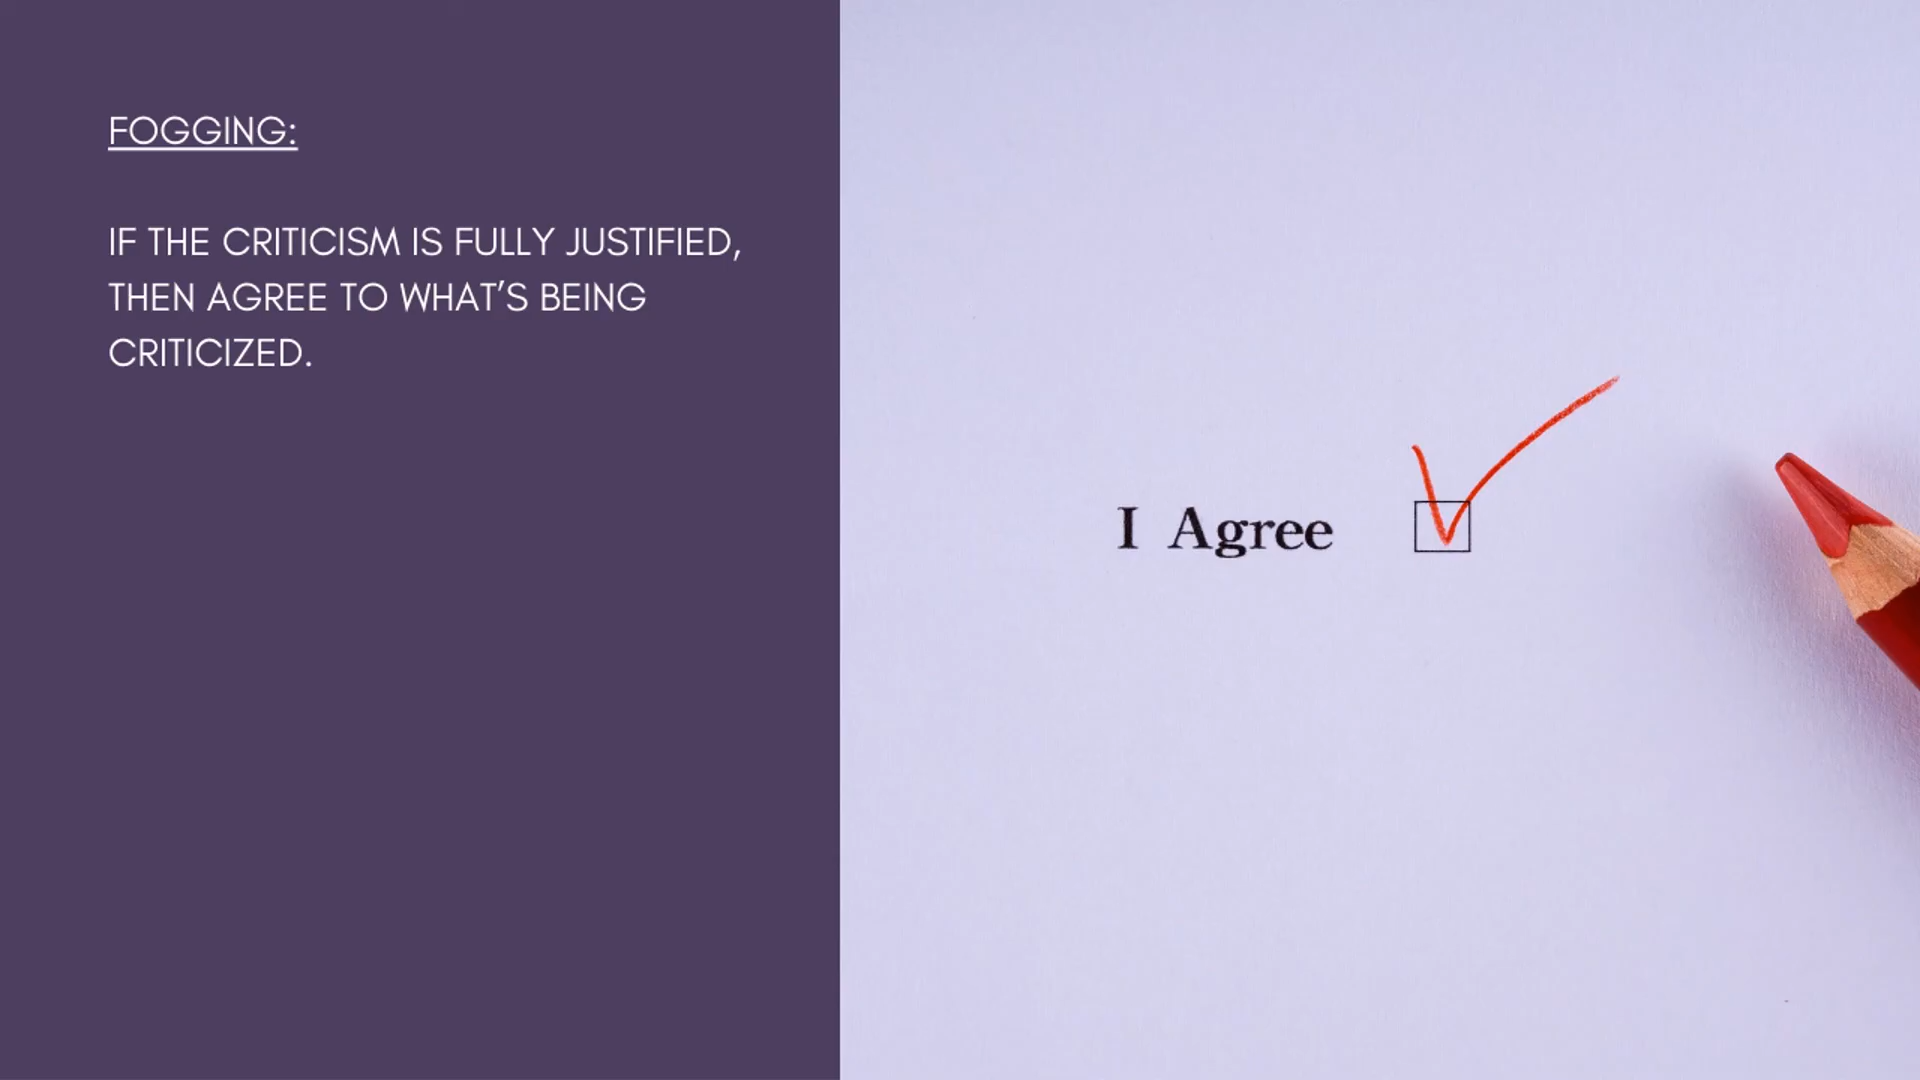 FOGGING:
IF THE CRITICISM IS FULLY JUSTIFIED,
THEN AGREE TO WHAT’S BEING
CRITICIZED.
I Agree